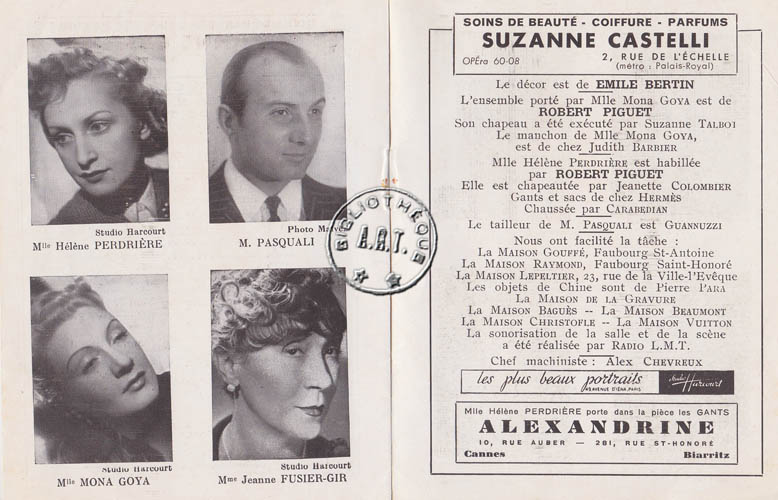 Studio Harcourt
Mlle Hélène PERDRIÈRE
M. PASQUALI
Studio Harcourt
Mlle MONA GOYA
Studio Harcourt
Mme Jeanne FUSIER-GIR
BIBLIOTHÈQUE
A.R.T.
SOINS DE BEAUTÉ - COIFFURE - PARFUMS
SUZANNE CASTELLI
OPÉra 60-08
2, RUE DE L'ÉCHELLE
(métro : Palais-Royal)
Le décor est de EMILE BERTIN
L'ensemble porté par Mlle Mona GOYA est de
ROBERT PIGUET
Son chapeau a été exécuté par Suzanne TALBOT
Le manchon de Mlle Mona GOYA,
est de chez Judith BARBIER
Mlle Hélène PERDRIÈRE est habillée
par ROBERT PIGUET
Elle est chapeautée par Jeanette COLOMBIER
Gants et sacs de chez HERMÈS
Chaussée par CARABEDIAN
Le tailleur de M. PASQUALI est GUANNUZZI
Nous ont facilité la tâche :
La MAISON GOUFFÉ, Faubourg St-Antoine
La MAISON RAYMOND, Faubourg Saint-Honoré
La MAISON LEPELTIER, 23, rue de la Ville-l'Evêque
Les objets de Chine sont de Pierre PARA
La MAISON DE LA GRAVURE
La MAISON BAGUÈS -- La MAISON BEAUMONT
La MAISON CHRISTOFLE -- La MAISON VUITTON
La sonorisation de la salle et de la scène
a été réalisée par RADIO L.M.T.
Chef machiniste : ALEX CHEVREUX
les plus beaux portraits
AVENUE D'IÉNA.PARIS
Studio Harcourt
Mlle Hélène PERDRIÈRE porte dans la pièce les GANTS
ALEXANDRINE
10, RUE AUBER — 281, RUE ST-HONORÉ
Cannes
Biarritz